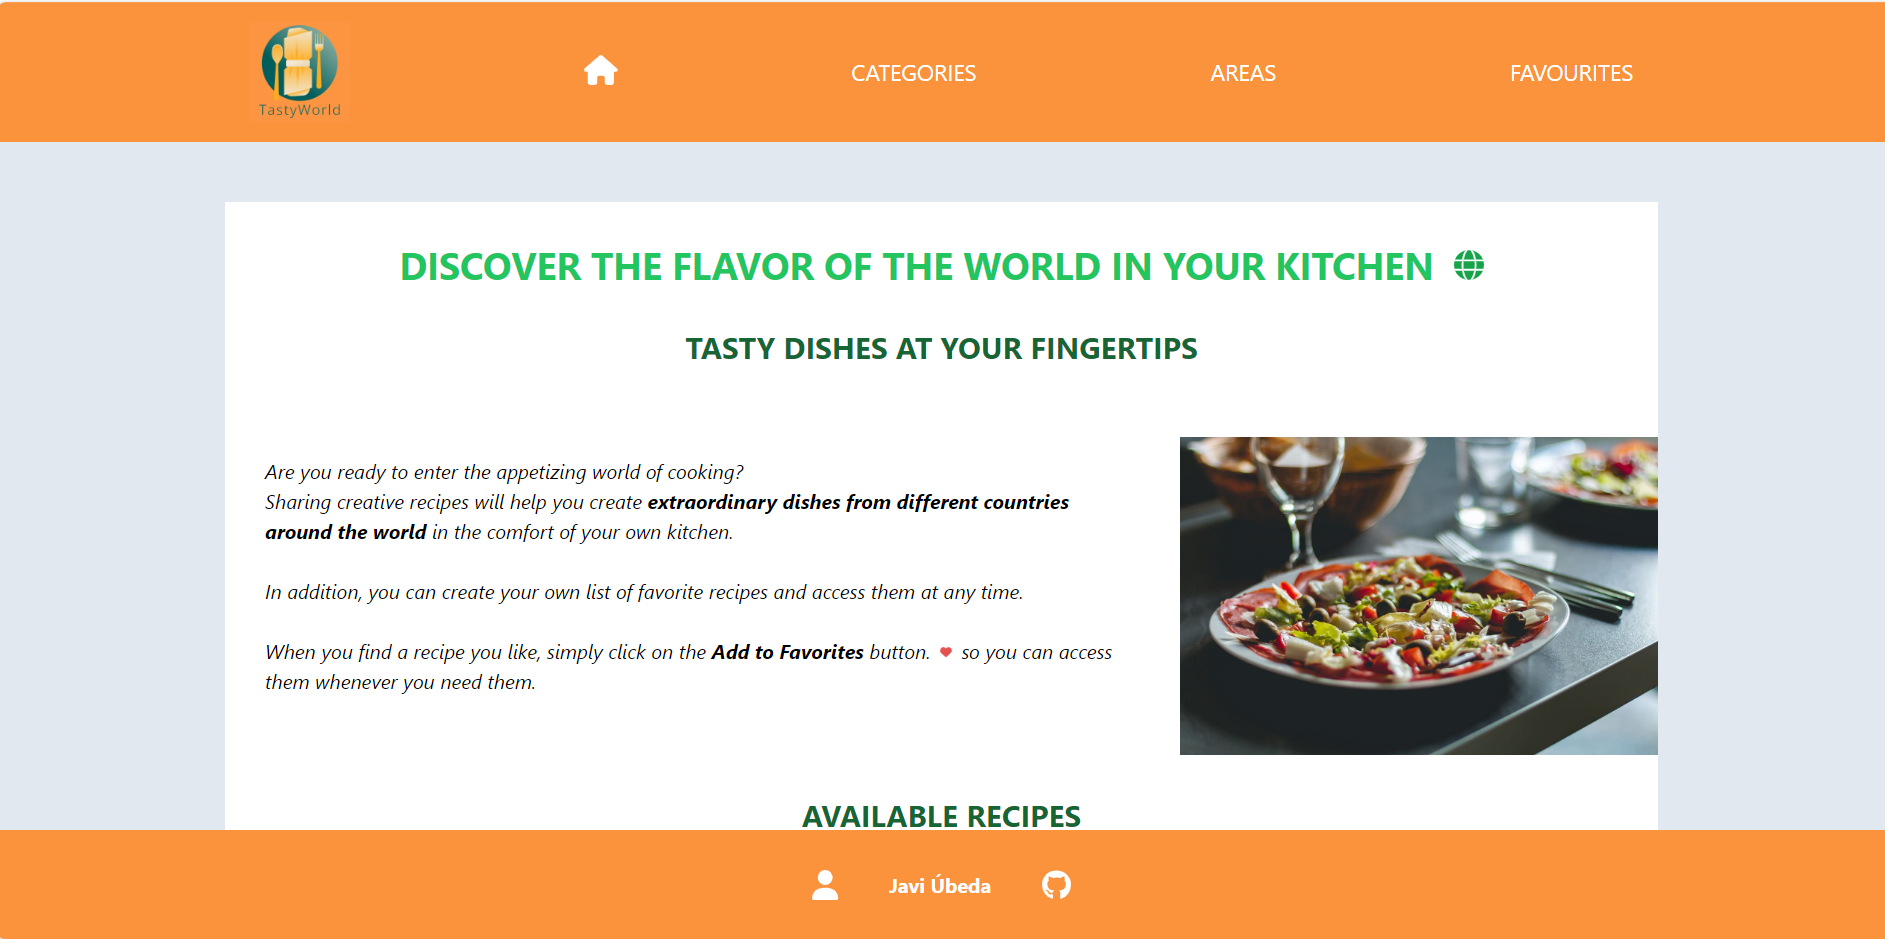 TastyWorld
CATEGORIES
AREAS
FAVOURITES
DISCOVER THE FLAVOR OF THE WORLD IN YOUR KITCHEN
TASTY DISHES AT YOUR FINGERTIPS
Are you ready to enter the appetizing world of cooking?
Sharing creative recipes will help you create extraordinary dishes from different countries
around the world in the comfort of your own kitchen.
In addition, you can create your own list of favorite recipes and access them at any time.
When you find a recipe you like, simply click on the Add to Favorites button. ❤ so you can access
them whenever you need them.
AVAILABLE RECIPES
Javi Úbeda